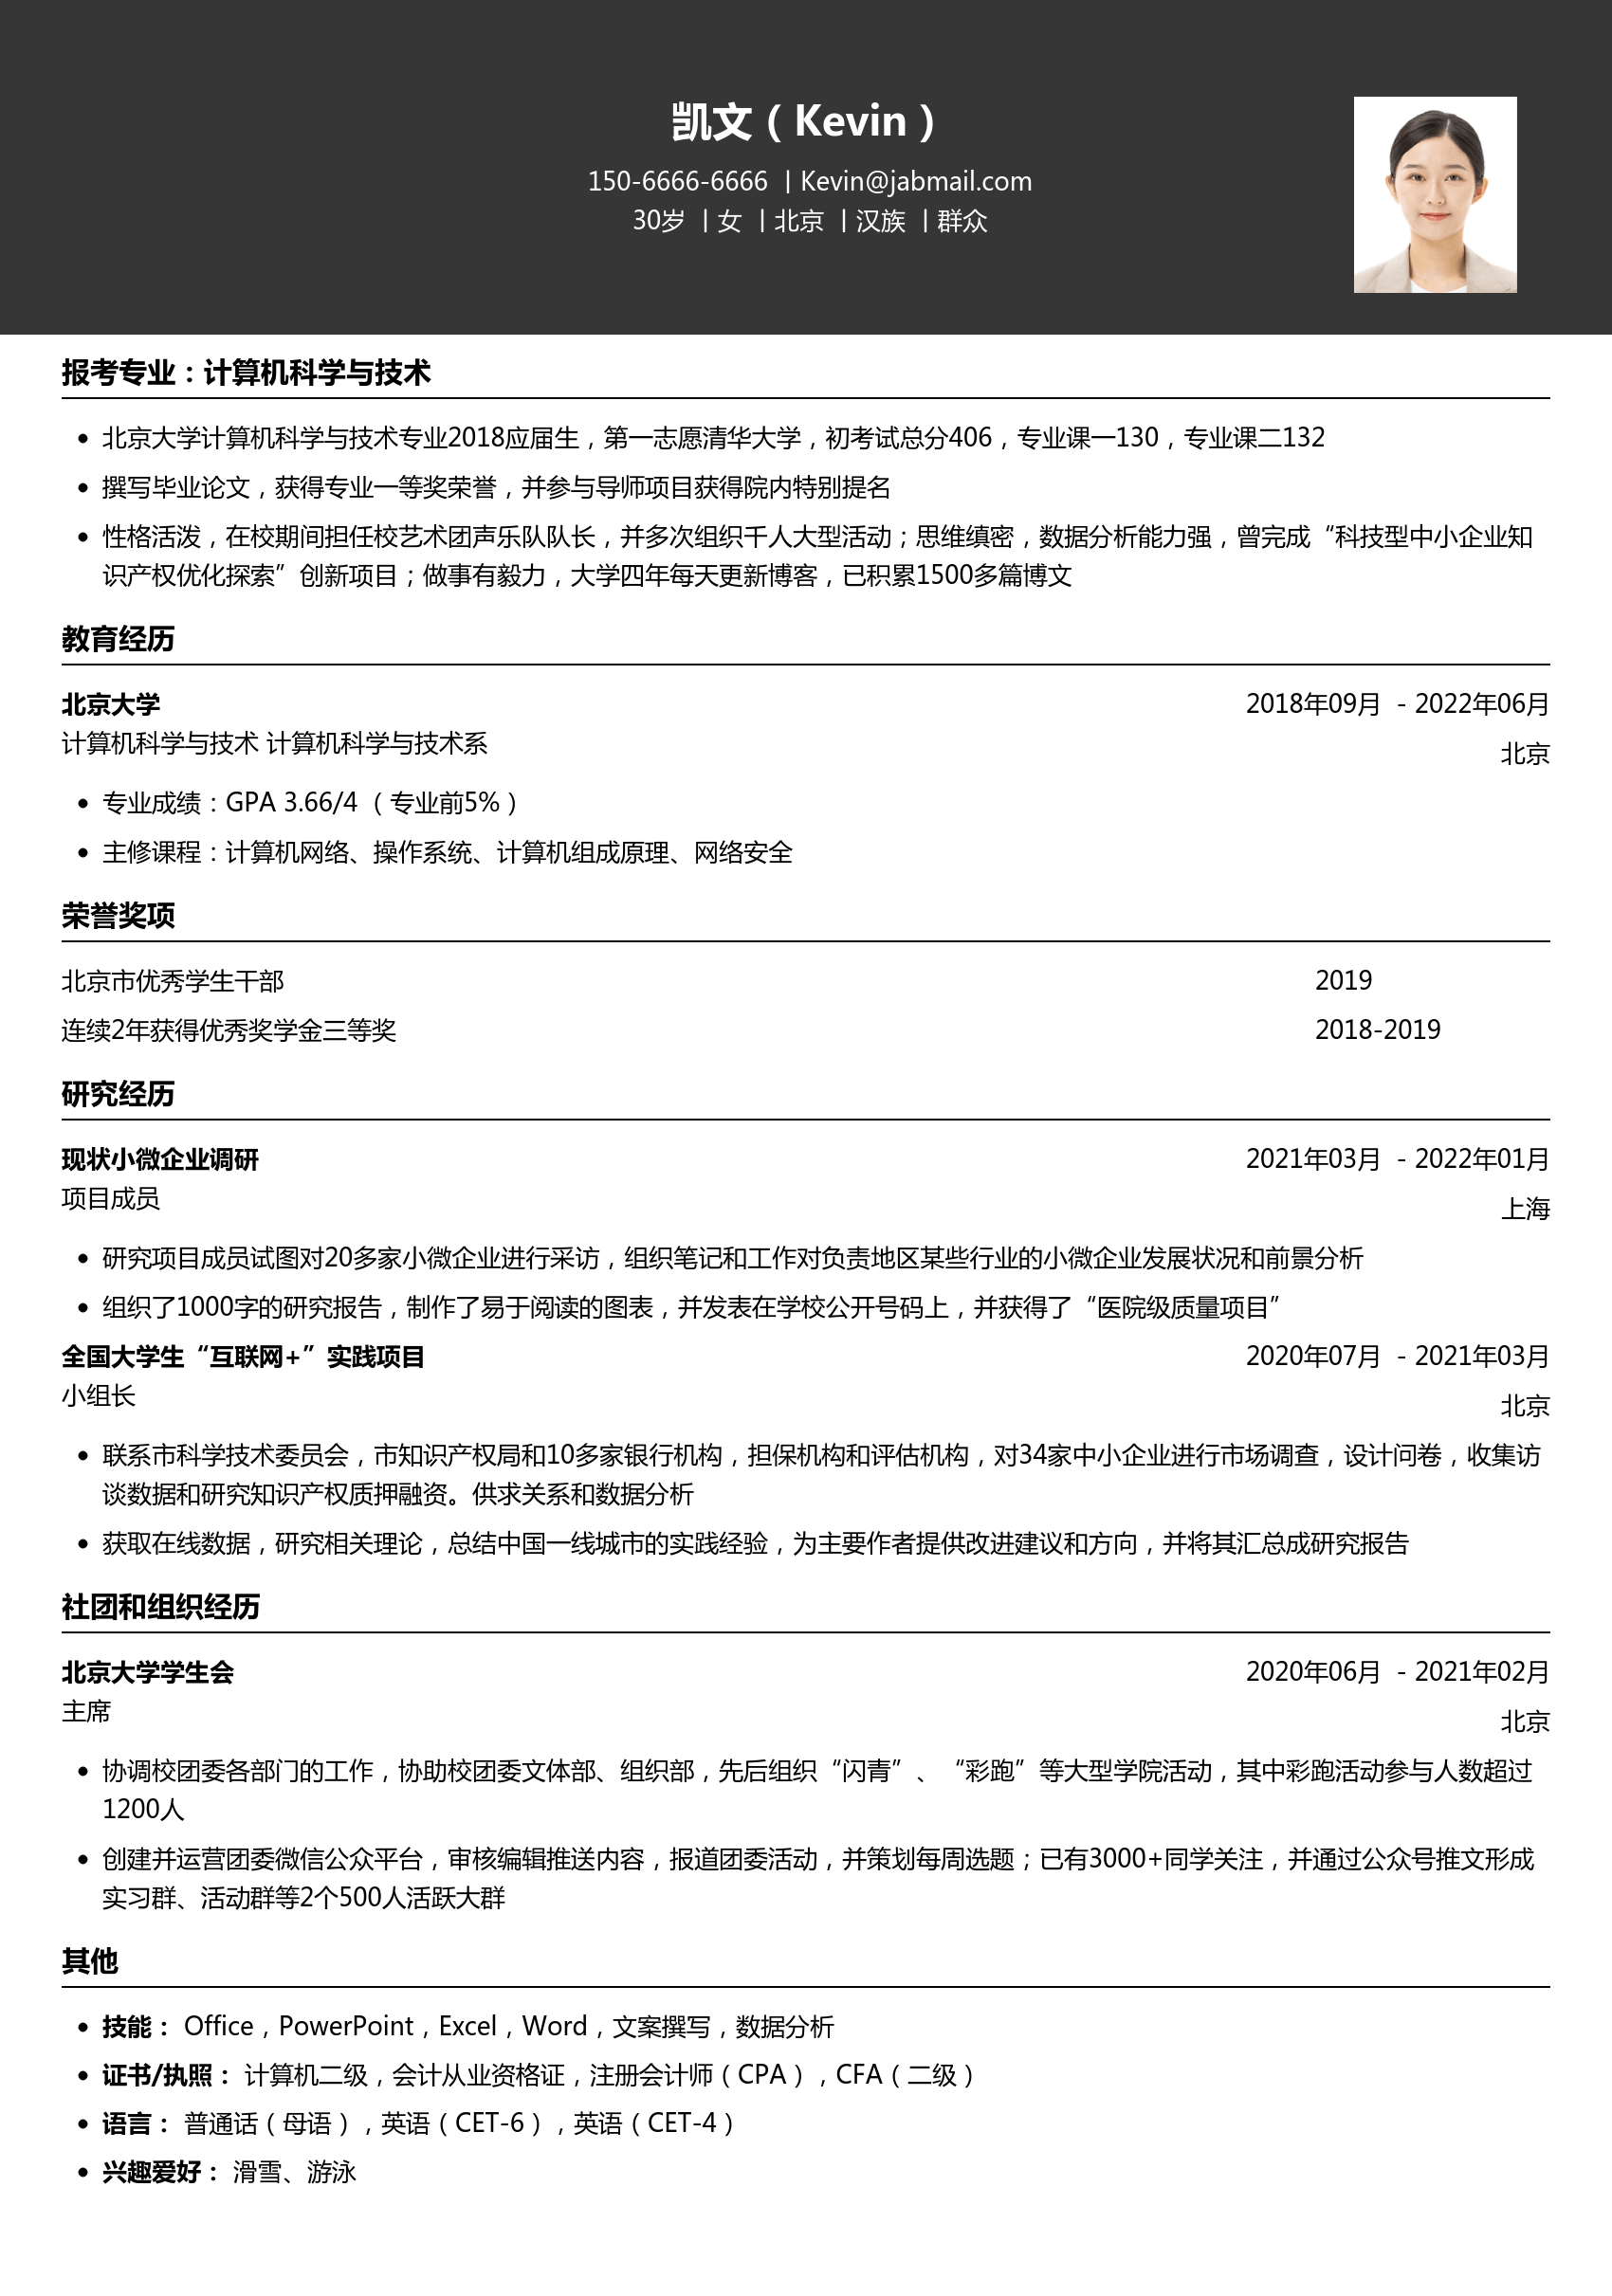 凯文（Kevin）
150-6666-6666 | Kevin@jabmail.com
30岁 | 女 | 北京 | 汉族 | 群众
报考专业：计算机科学与技术
• 北京大学计算机科学与技术专业2018应届生，第一志愿清华大学，初考试总分406，专业课一130，专业课二132
• 撰写毕业论文，获得专业一等奖荣誉，并参与导师项目获得院内特别提名
• 性格活泼，在校期间担任校艺术团声乐队队长，并多次组织千人大型活动；思维缜密，数据分析能力强，曾完成“科技型中小企业知
识产权优化探索”创新项目；做事有毅力，大学四年每天更新博客，已积累1500多篇博文
教育经历
北京大学 2018年09月 - 2022年06月
计算机科学与技术 计算机科学与技术系 北京
• 专业成绩：GPA 3.66/4 （专业前5%）
• 主修课程：计算机网络、操作系统、计算机组成原理、网络安全
荣誉奖项
北京市优秀学生干部 2019
连续2年获得优秀奖学金三等奖 2018-2019
研究经历
现状小微企业调研 2021年03月 - 2022年01月
项目成员 上海
• 研究项目成员试图对20多家小微企业进行采访，组织笔记和工作对负责地区某些行业的小微企业发展状况和前景分析
• 组织了1000字的研究报告，制作了易于阅读的图表，并发表在学校公开号码上，并获得了“医院级质量项目”
全国大学生“互联网+”实践项目 2020年07月 - 2021年03月
小组长 北京
• 联系市科学技术委员会，市知识产权局和10多家银行机构，担保机构和评估机构，对34家中小企业进行市场调查，设计问卷，收集访
谈数据和研究知识产权质押融资。供求关系和数据分析
• 获取在线数据，研究相关理论，总结中国一线城市的实践经验，为主要作者提供改进建议和方向，并将其汇总成研究报告
社团和组织经历
北京大学学生会 2020年06月 - 2021年02月
主席 北京
• 协调校团委各部门的工作，协助校团委文体部、组织部，先后组织“闪青”、“彩跑”等大型学院活动，其中彩跑活动参与人数超过
1200人
• 创建并运营团委微信公众平台，审核编辑推送内容，报道团委活动，并策划每周选题；已有3000+同学关注，并通过公众号推文形成
实习群、活动群等2个500人活跃大群
其他
• 技能： Office，PowerPoint，Excel，Word，文案撰写，数据分析
• 证书/执照： 计算机二级，会计从业资格证，注册会计师（CPA），CFA（二级）
• 语言： 普通话（母语），英语（CET-6），英语（CET-4）
• 兴趣爱好： 滑雪、游泳